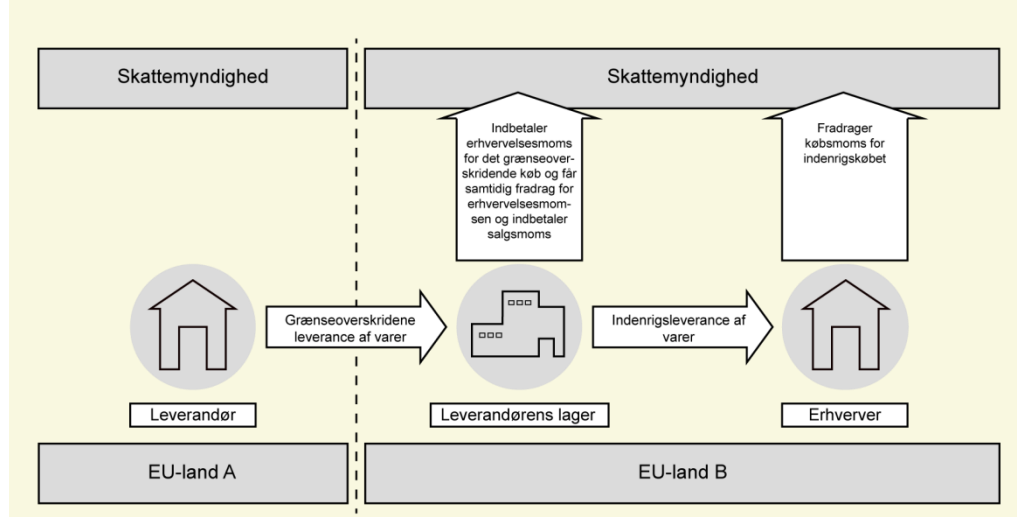 Skattemyndighed
Skattemyndighed
Indbetaler
erhvervelsesmoms
for det grænseover-
skridende køb og får
samtidig fradrag for
erhvervelsesmom-
sen og indbetaler
salgsmoms
Fradrager
købsmoms for
indenrigskøbet
Grænseoverskridene
leverance af varer
Indenrigsleverance af
varer
Leverandør
Leverandørens lager
Erhverver
EU-land A
EU-land B